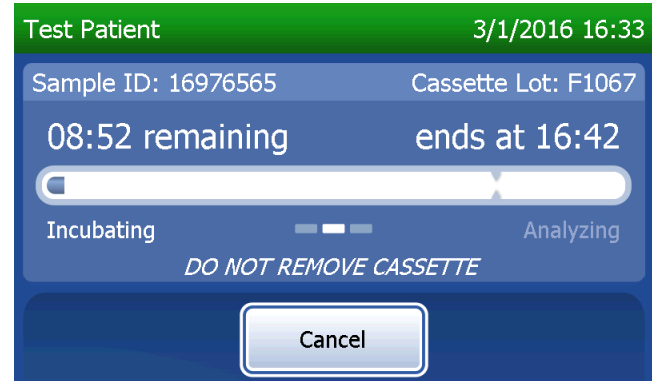 Test Patient 3/1/2016 16:33
Sample ID: 16976565 Cassette Lot: F1067
08:52 remaining ends at 16:42
Incubating Analyzing
DO NOT REMOVE CASSETTE
Cancel